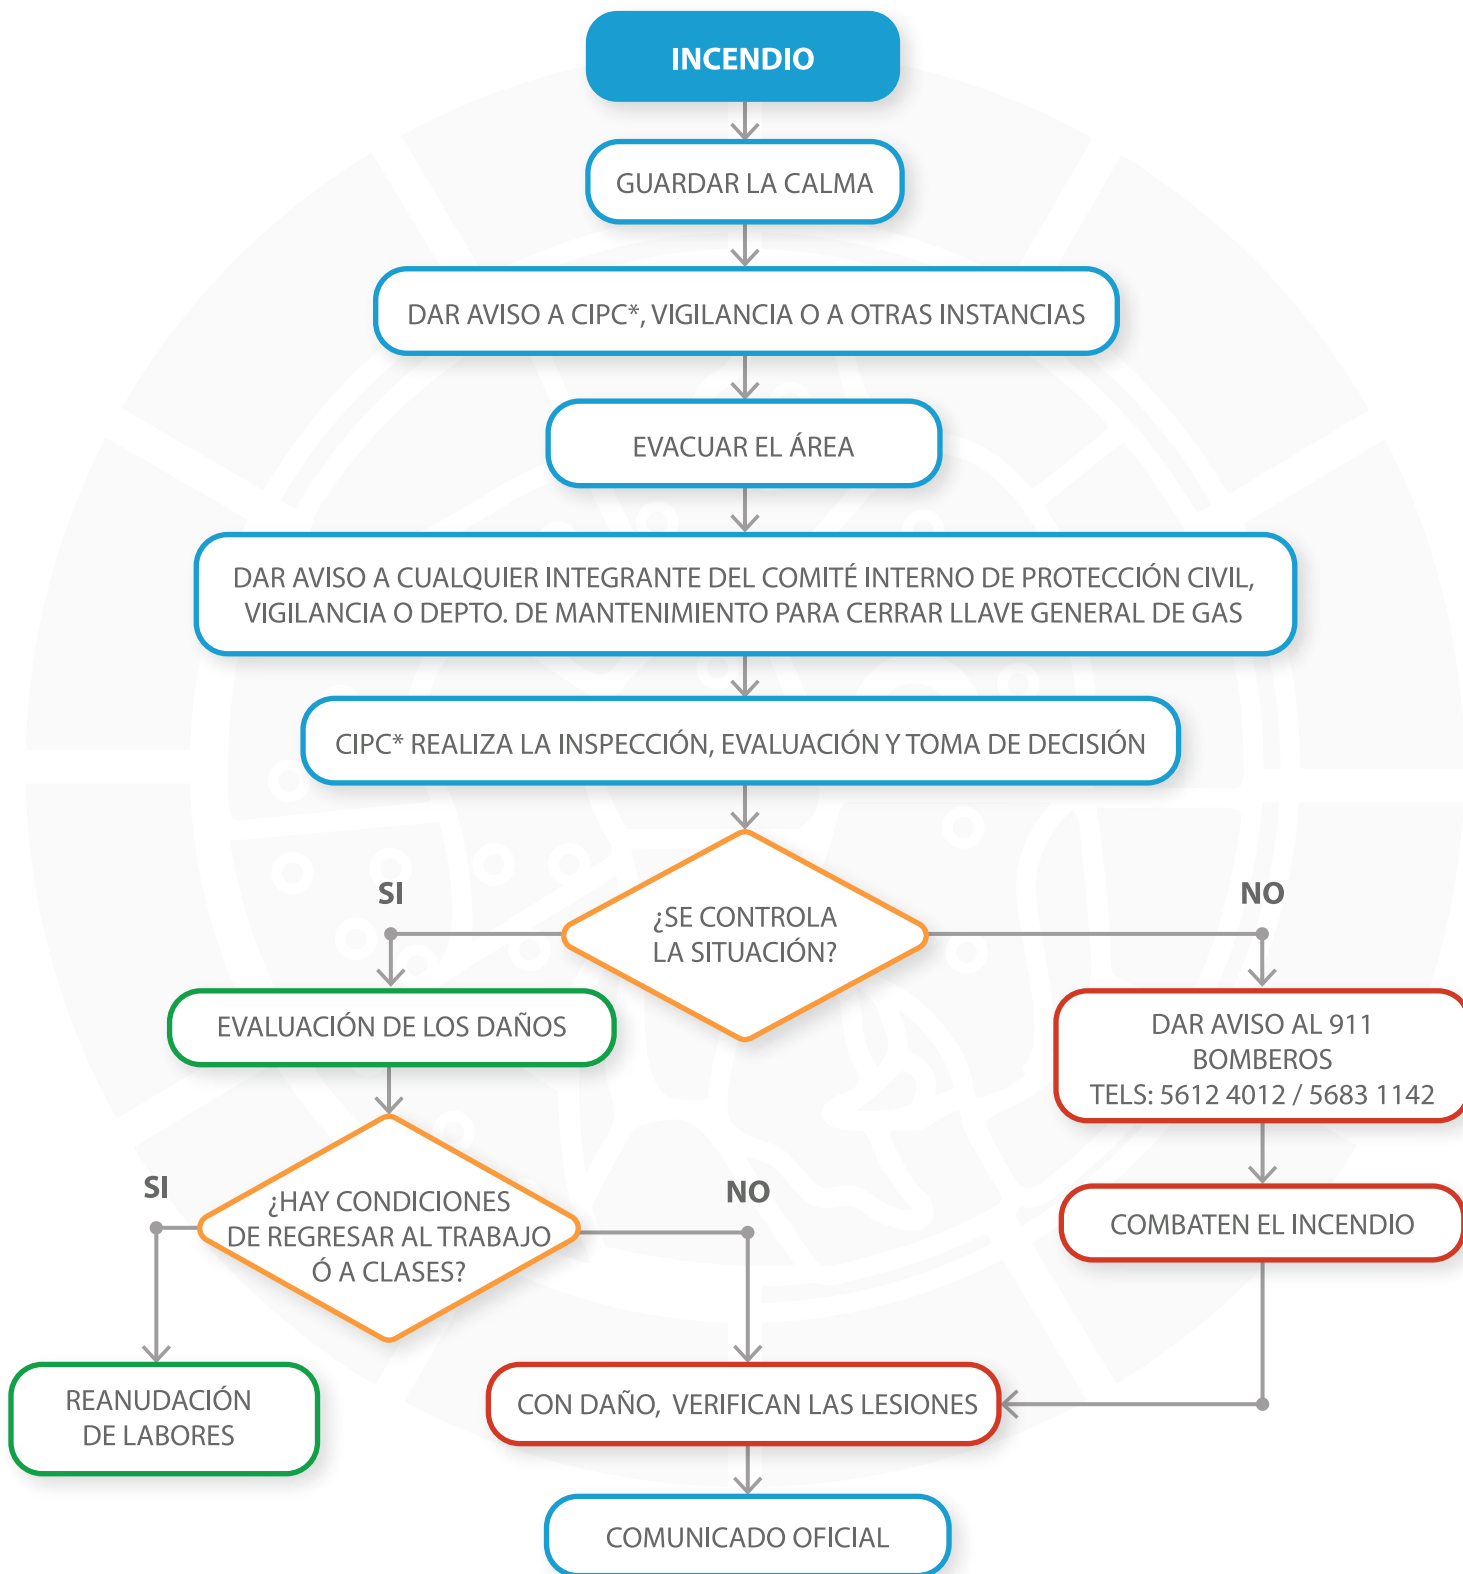 INCENDIO
GUARDAR LA CALMA
DAR AVISO A CIPC*, VIGILANCIA O A OTRAS INSTANCIAS
EVACUAR EL ÁREA
DAR AVISO A CUALQUIER INTEGRANTE DEL COMITÉ INTERNO DE PROTECCIÓN CIVIL,
VIGILANCIA O DEPTO. DE MANTENIMIENTO PARA CERRAR LLAVE GENERAL DE GAS
CIPC* REALIZA LA INSPECCIÓN, EVALUACIÓN Y TOMA DE DECISIÓN
¿SE CONTROLA
LA SITUACIÓN?
SI
NO
EVALUACIÓN DE LOS DAÑOS
DAR AVISO AL 911
BOMBEROS
TELS: 5612 4012 / 5683 1142
¿HAY CONDICIONES
DE REGRESAR AL TRABAJO
Ó A CLASES?
SI
NO
COMBATEN EL INCENDIO
REANUDACIÓN
DE LABORES
CON DAÑO, VERIFICAN LAS LESIONES
COMUNICADO OFICIAL